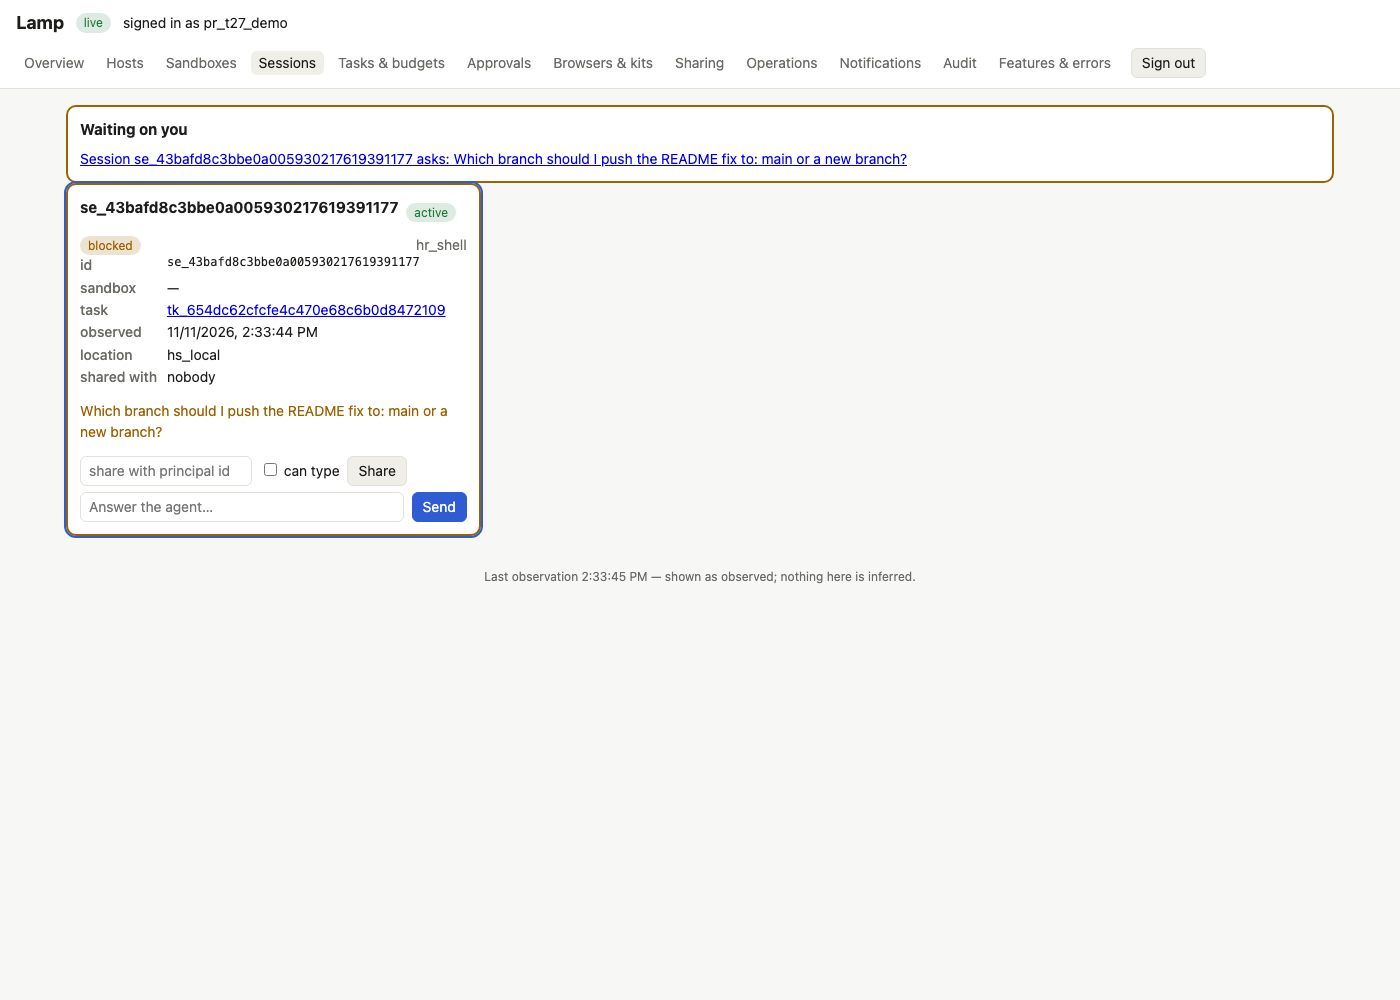 Lamp live signed in as pr_t27_demo
Overview Hosts Sandboxes Sessions Tasks & budgets Approvals Browsers & kits Sharing Operations Notifications Audit Features & errors Sign out
Waiting on you
Session se_43bafd8c3bbe0a005930217619391177 asks: Which branch should I push the README fix to: main or a new branch?
se_43bafd8c3bbe0a005930217619391177 active
blocked hr_shell
id se_43bafd8c3bbe0a005930217619391177
sandbox —
task tk_654dc62cfcfe4c470e68c6b0d8472109
observed 11/11/2026, 2:33:44 PM
location hs_local
shared with nobody
Which branch should I push the README fix to: main or a
new branch?
share with principal id can type Share
Answer the agent… Send
Last observation 2:33:45 PM — shown as observed; nothing here is inferred.